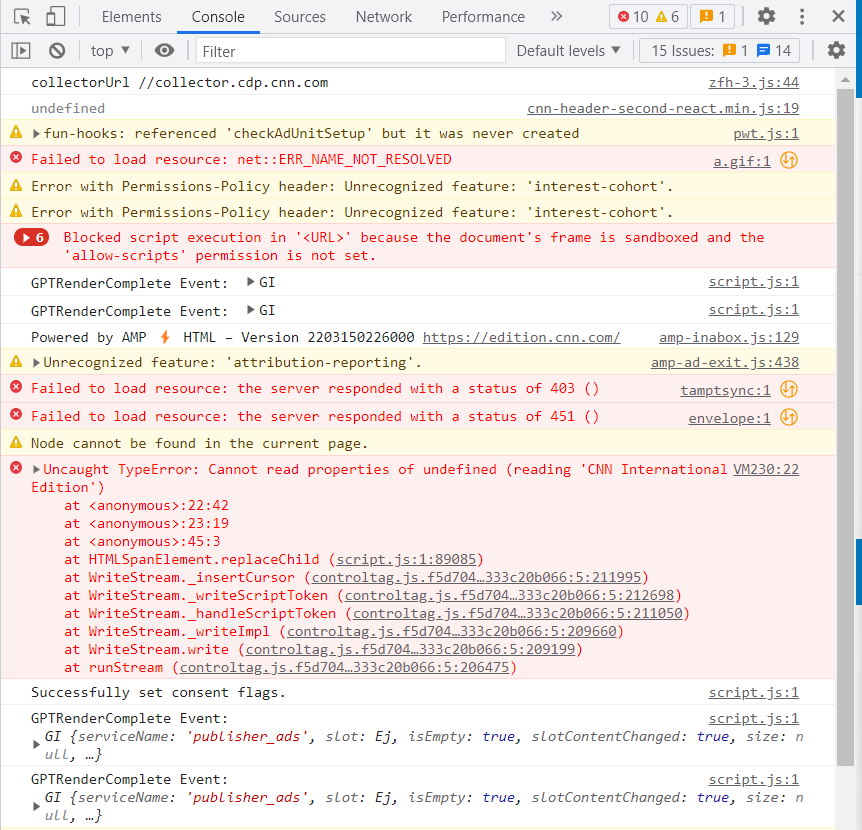 Elements Console Sources Network Performance » 10 6 1
top ▼ Filter Default levels ▼ 15 Issues: 1 14
collectorUrl //collector.cdp.cnn.com zfh-3.js:44
undefined cnn-header-second-react.min.js:19
▶fun-hooks: referenced 'checkAdUnitSetup' but it was never created pwt.js:1
Failed to load resource: net::ERR_NAME_NOT_RESOLVED a.gif:1
Error with Permissions-Policy header: Unrecognized feature: 'interest-cohort'.
Error with Permissions-Policy header: Unrecognized feature: 'interest-cohort'.
▶ 6 Blocked script execution in '<URL>' because the document's frame is sandboxed and the
'allow-scripts' permission is not set.
GPTRenderComplete Event: ▶GI script.js:1
GPTRenderComplete Event: ▶GI script.js:1
Powered by AMP ⚡ HTML – Version 2203150226000 https://edition.cnn.com/ amp-inabox.js:129
▶Unrecognized feature: 'attribution-reporting'. amp-ad-exit.js:438
Failed to load resource: the server responded with a status of 403 () tamptsync:1
Failed to load resource: the server responded with a status of 451 () envelope:1
Node cannot be found in the current page.
▶Uncaught TypeError: Cannot read properties of undefined (reading 'CNN International VM230:22
Edition')
at <anonymous>:22:42
at <anonymous>:23:19
at <anonymous>:45:3
at HTMLSpanElement.replaceChild (script.js:1:89085)
at WriteStream._insertCursor (controltag.js.f5d704…333c20b066:5:211995)
at WriteStream._writeScriptToken (controltag.js.f5d704…333c20b066:5:212698)
at WriteStream._handleScriptToken (controltag.js.f5d704…333c20b066:5:211050)
at WriteStream._writeImpl (controltag.js.f5d704…333c20b066:5:209660)
at WriteStream.write (controltag.js.f5d704…333c20b066:5:209199)
at runStream (controltag.js.f5d704…333c20b066:5:206475)
Successfully set consent flags. script.js:1
GPTRenderComplete Event: script.js:1
GI {serviceName: 'publisher_ads', slot: Ej, isEmpty: true, slotContentChanged: true, size: n
▶ ull, …}
GPTRenderComplete Event: script.js:1
GI {serviceName: 'publisher_ads', slot: Ej, isEmpty: true, slotContentChanged: true, size: n
▶ ull, …}